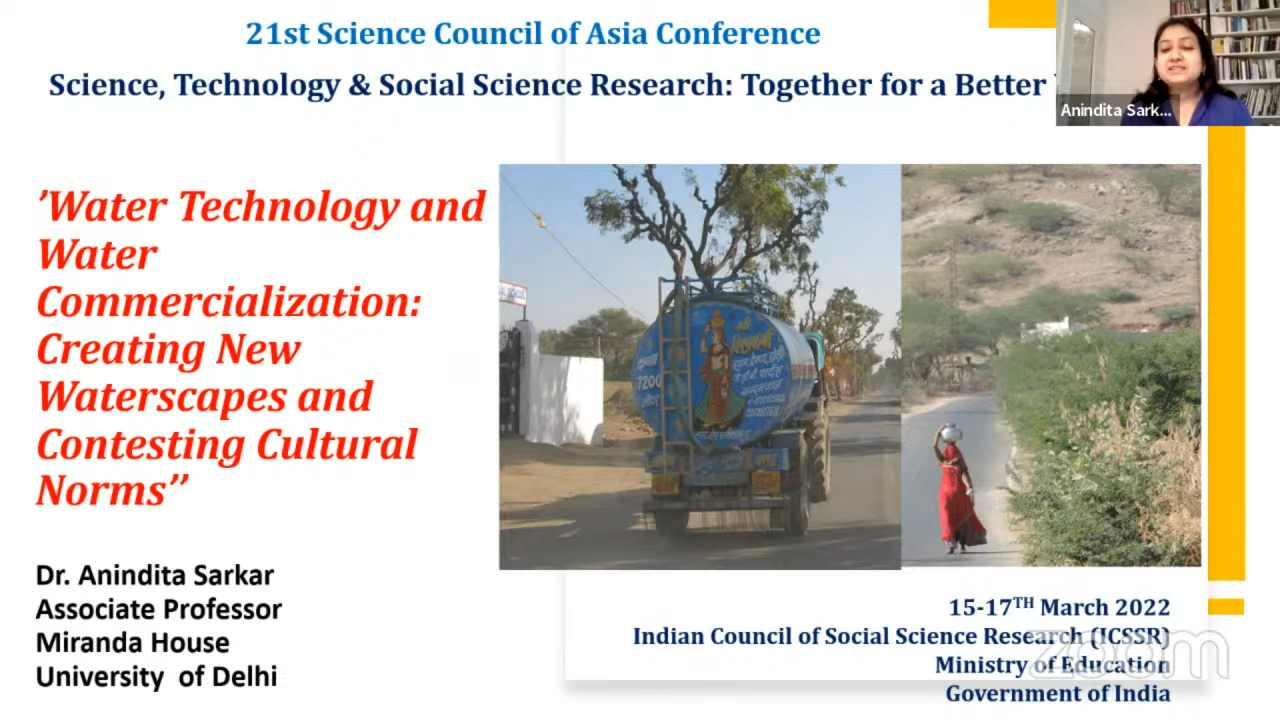 21st Science Council of Asia Conference
Science, Technology & Social Science Research: Together for a Better
Anindita Sark...
’Water Technology and
Water
Commercialization:
Creating New
Waterscapes and
Contesting Cultural
Norms’’
7200
Dr. Anindita Sarkar
Associate Professor
Miranda House
University of Delhi
15-17TH March 2022
Indian Council of Social Science Research (ICSSR)
Ministry of Education
Government of India
zoom